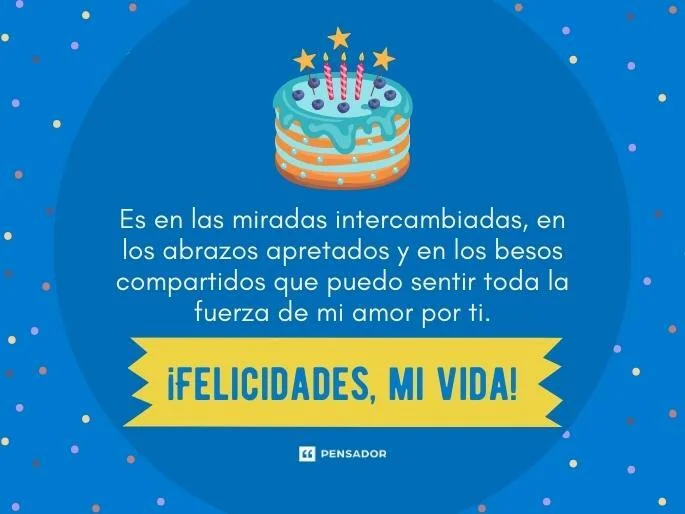 Es en las miradas intercambiadas, en
los abrazos apretados y en los besos
compartidos que puedo sentir toda la
fuerza de mi amor por ti.
¡FELICIDADES, MI VIDA!
PENSADOR